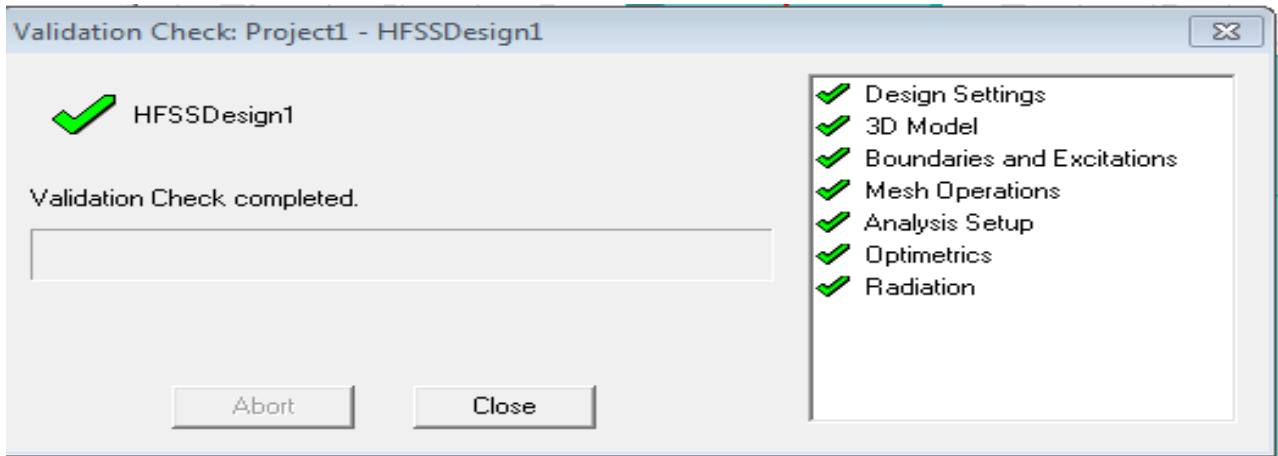 Validation Check: Project1 - HFSSDesign1
HFSSDesign1
Validation Check completed.
Abort
Close
Design Settings
3D Model
Boundaries and Excitations
Mesh Operations
Analysis Setup
Optimetrics
Radiation